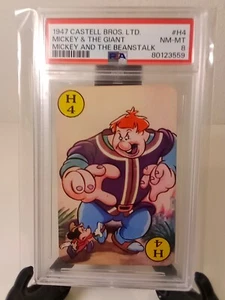 1947 CASTELL BROS. LTD. #H4
MICKEY & THE GIANT NM-MT
MICKEY AND THE BEANSTALK 8
PSA 80123559
H
4
H
4